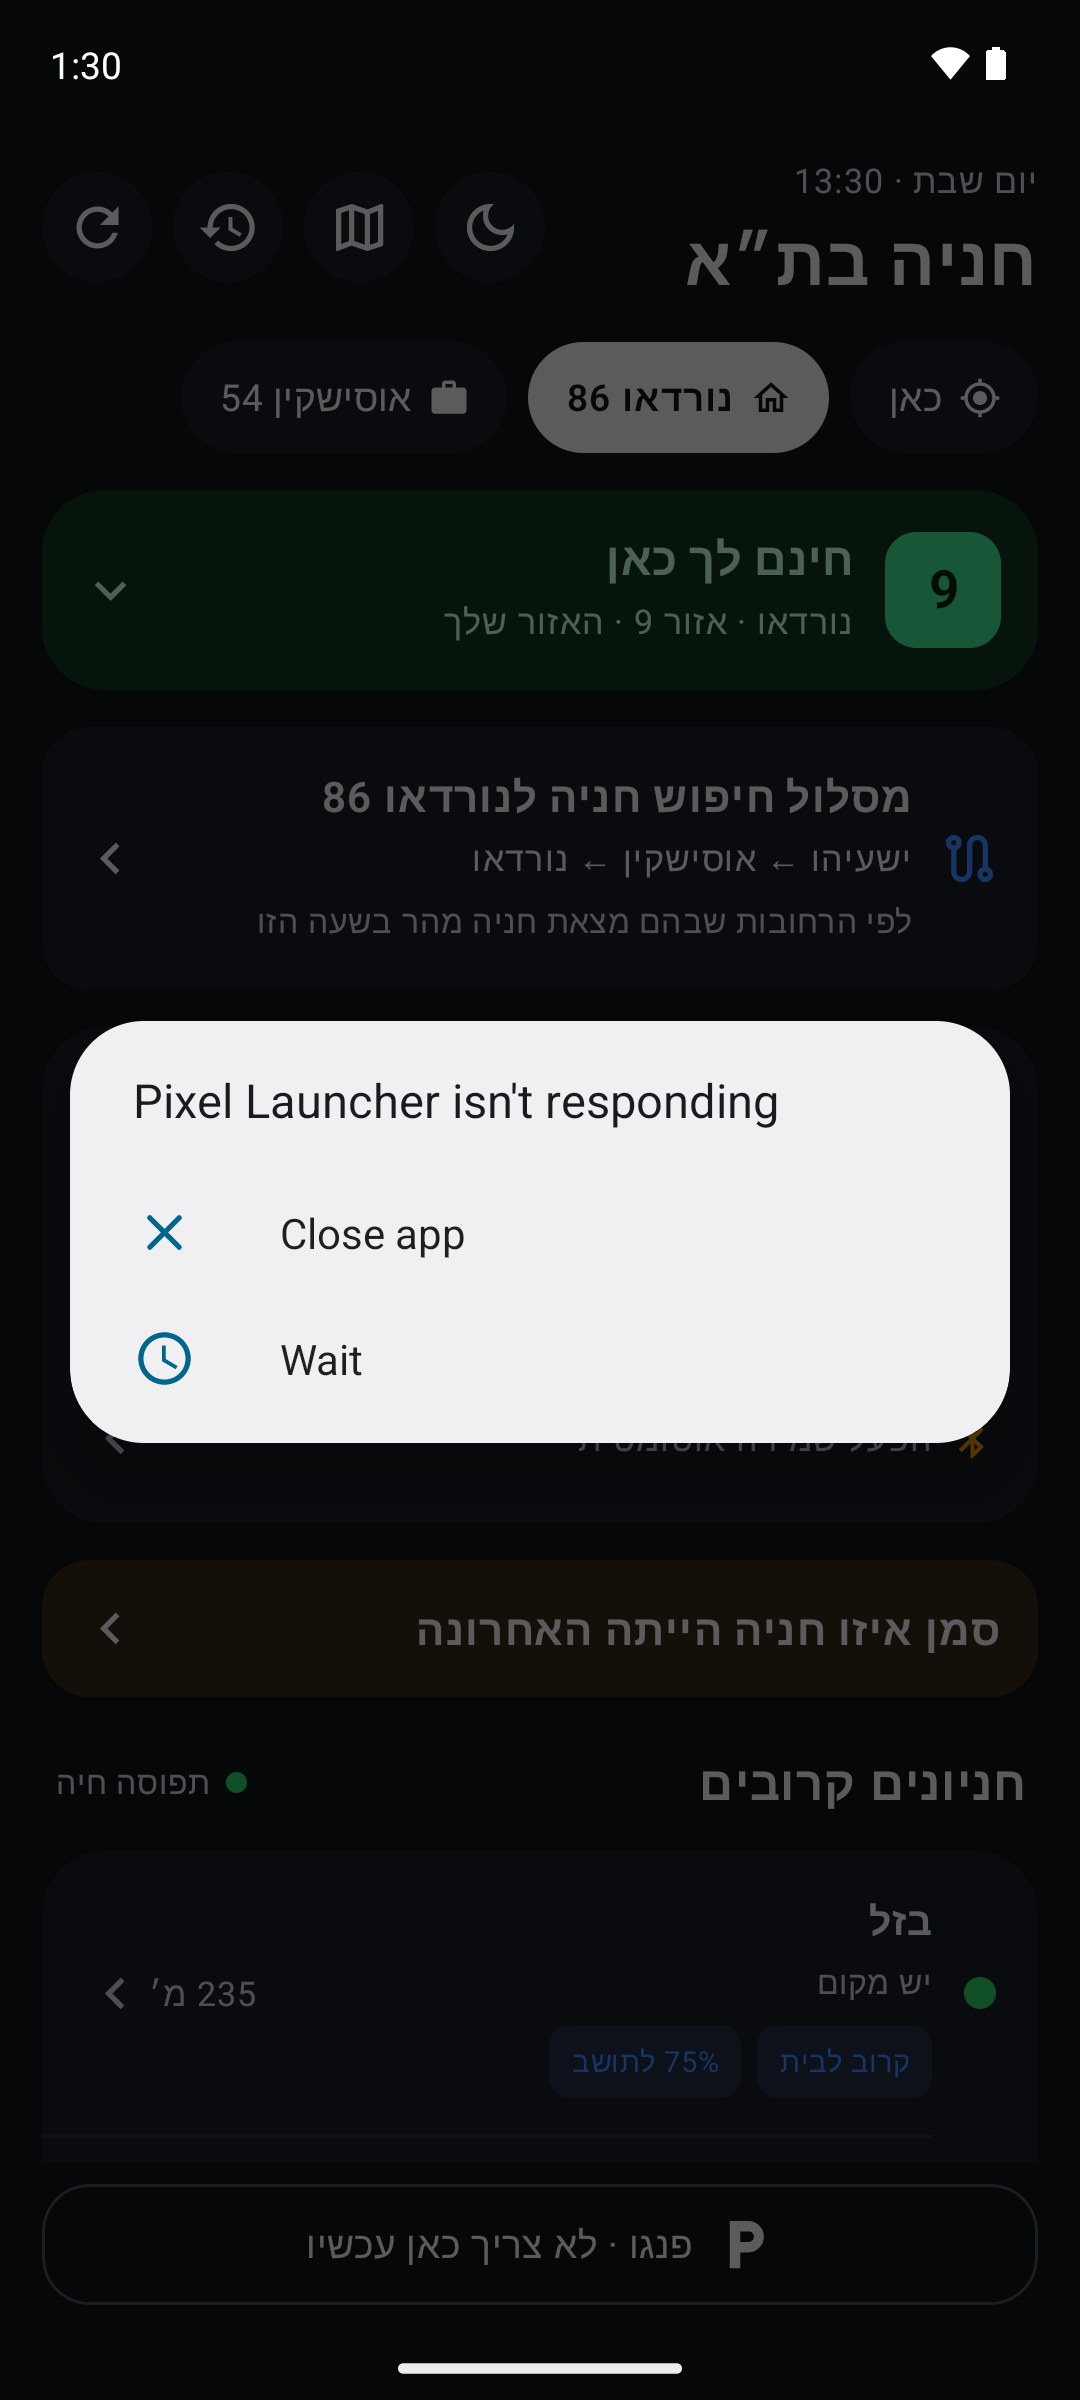 1:30
יום שבת · 13:30
חניה בת״א
כאן
נורדאו 86
אוסישקין 54
9
חינם לך כאן
נורדאו · אזור 9 · האזור שלך
מסלול חיפוש חניה לנורדאו 86
ישעיהו ← אוסישקין ← נורדאו
לפי הרחובות שבהם מצאת חניה מהר בשעה הזו
Pixel Launcher isn't responding
Close app
Wait
סמן איזו חניה הייתה האחרונה
חניונים קרובים
תפוסה חיה
בזל
יש מקום
235 מ׳
קרוב לבית
75% לתושב
פנגו · לא צריך כאן עכשיו